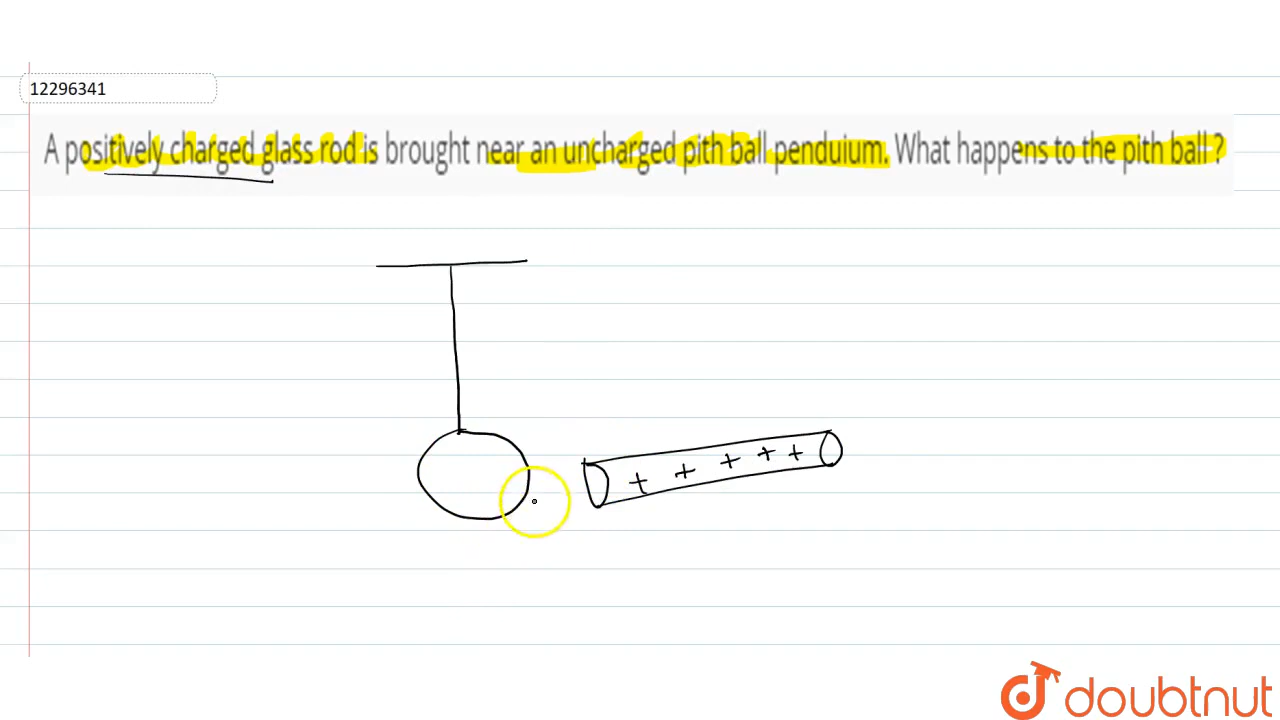 12296341
A positively charged glass rod is brought near an uncharged pith ball penduium. What happens to the pith ball ?
+ + + + +
doubtnut